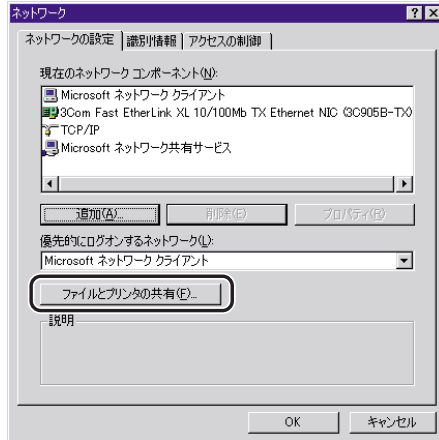 ネットワーク
ネットワークの設定 識別情報 アクセスの制御
現在のネットワーク コンポーネント(N):
Microsoft ネットワーク クライアント
3Com Fast EtherLink XL 10/100Mb TX Ethernet NIC (3C905B-TX)
TCP/IP
Microsoft ネットワーク共有サービス
追加(A)... 削除(E) プロパティ(R)
優先的にログオンするネットワーク(L):
Microsoft ネットワーク クライアント
ファイルとプリンタの共有(F)...
説明
OK キャンセル